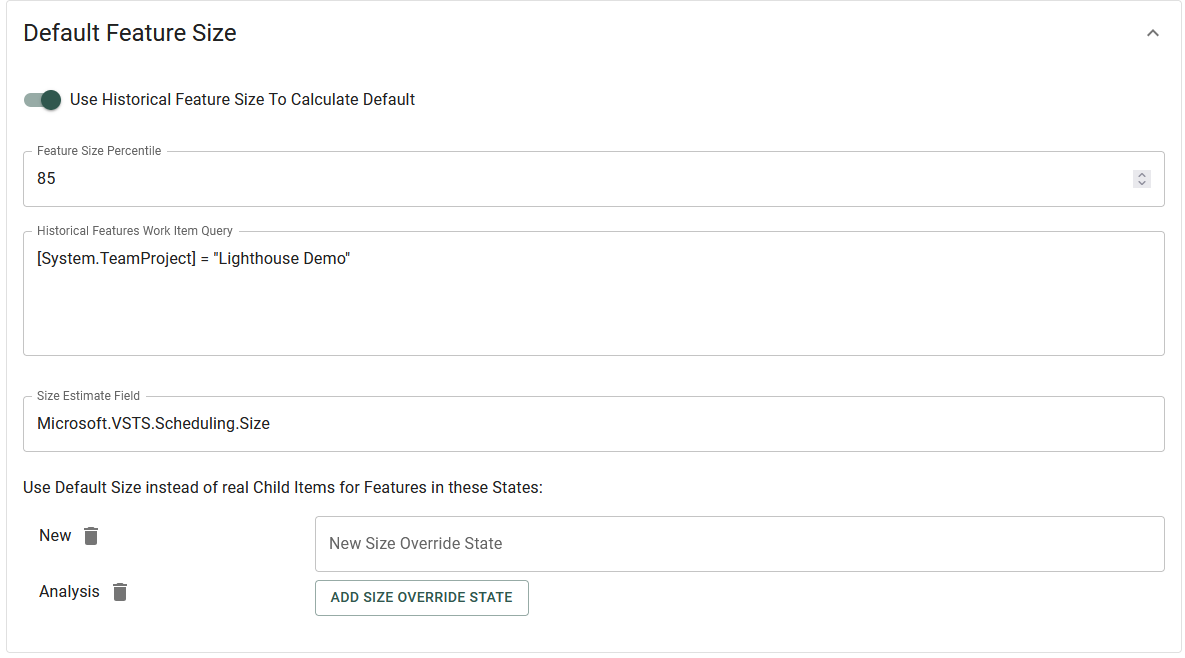 Default Feature Size
Use Historical Feature Size To Calculate Default
Feature Size Percentile
85
Historical Features Work Item Query
[System.TeamProject] = "Lighthouse Demo"
Size Estimate Field
Microsoft.VSTS.Scheduling.Size
Use Default Size instead of real Child Items for Features in these States:
New
New Size Override State
Analysis
ADD SIZE OVERRIDE STATE